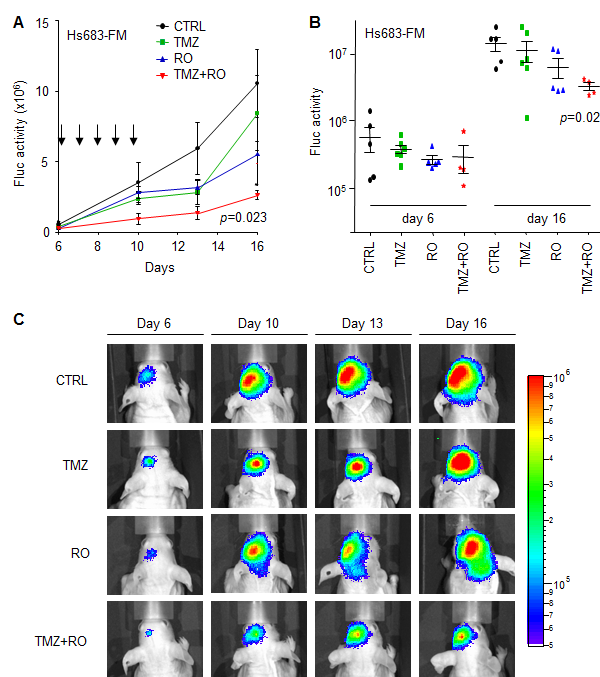 A
Hs683-FM
CTRL
TMZ
RO
TMZ+RO
Fluc activity (x10⁶)
15
10
5
0
6
8
10
12
14
16
Days
p=0.023
B
Hs683-FM
Fluc activity
10⁷
10⁶
10⁵
p=0.02
day 6
day 16
CTRL
TMZ
RO
TMZ+RO
CTRL
TMZ
RO
TMZ+RO
C
Day 6
Day 10
Day 13
Day 16
CTRL
TMZ
RO
TMZ+RO
10⁶
9
8
7
6
5
4
3
2
10⁵
9
8
7
6
5